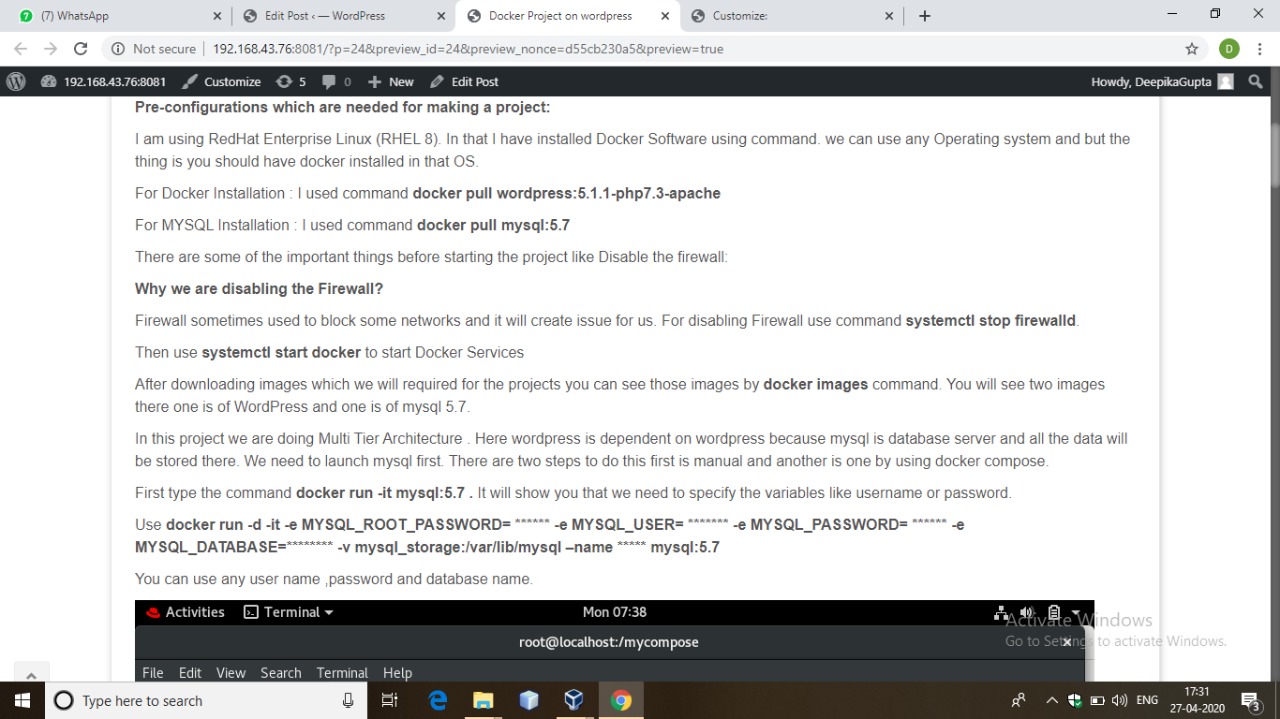 (7) WhatsApp
Edit Post ‹ — WordPress
Docker Project on wordpress
Customize:
Not secure
192.168.43.76:8081/?p=24&preview_id=24&preview_nonce=d55cb230a5&preview=true
D
192.168.43.76:8081
Customize
5
0
New
Edit Post
Howdy, DeepikaGupta
Pre-configurations which are needed for making a project:
I am using RedHat Enterprise Linux (RHEL 8). In that I have installed Docker Software using command. we can use any Operating system and but the
thing is you should have docker installed in that OS.
For Docker Installation : I used command docker pull wordpress:5.1.1-php7.3-apache
For MYSQL Installation : I used command docker pull mysql:5.7
There are some of the important things before starting the project like Disable the firewall:
Why we are disabling the Firewall?
Firewall sometimes used to block some networks and it will create issue for us. For disabling Firewall use command systemctl stop firewalld.
Then use systemctl start docker to start Docker Services
After downloading images which we will required for the projects you can see those images by docker images command. You will see two images
there one is of WordPress and one is of mysql 5.7.
In this project we are doing Multi Tier Architecture . Here wordpress is dependent on wordpress because mysql is database server and all the data will
be stored there. We need to launch mysql first. There are two steps to do this first is manual and another is one by using docker compose.
First type the command docker run -it mysql:5.7 . It will show you that we need to specify the variables like username or password.
Use docker run -d -it -e MYSQL_ROOT_PASSWORD= ****** -e MYSQL_USER= ******* -e MYSQL_PASSWORD= ****** -e
MYSQL_DATABASE=******** -v mysql_storage:/var/lib/mysql –name ***** mysql:5.7
You can use any user name ,password and database name.
Activities
Terminal
Mon 07:38
Activate Windows
root@localhost:/mycompose
Go to Settings to activate Windows.
File Edit View Search Terminal Help
Type here to search
ENG
17:31
27-04-2020
3